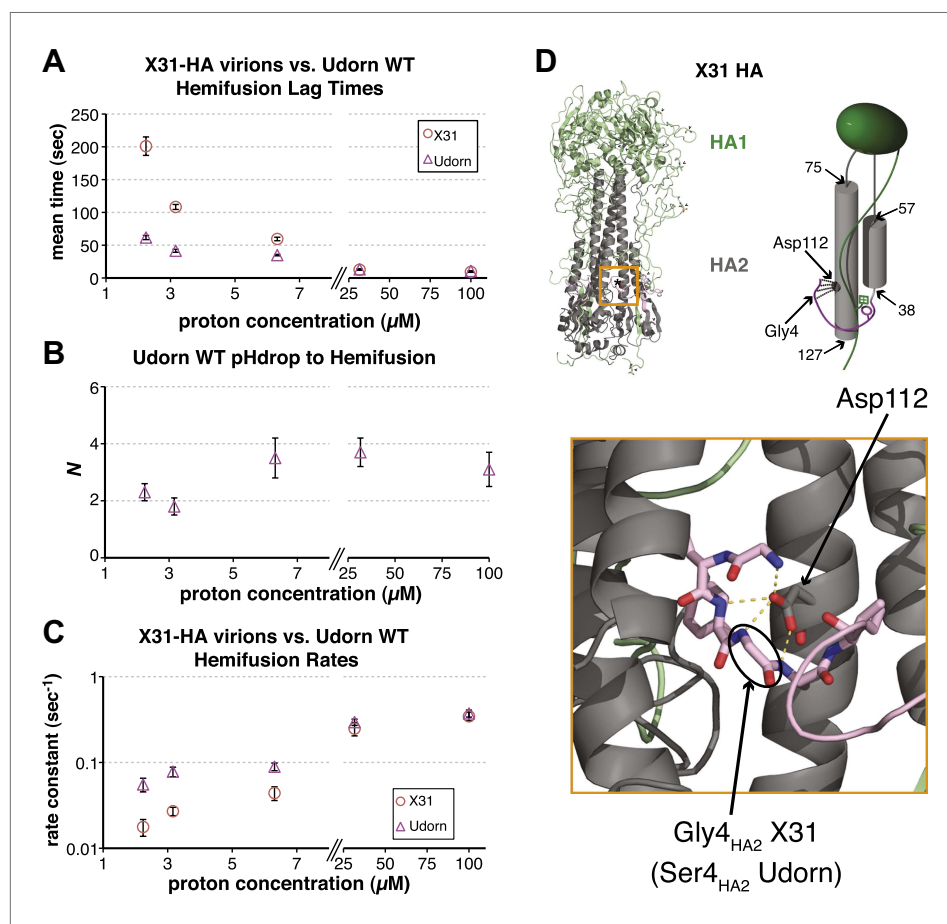 A
X31-HA virions vs. Udorn WT
Hemifusion Lag Times
mean time (sec)
250
200
150
100
50
0
X31
Udorn
1 3 5 7 25 50 75 100
proton concentration (µM)
B
Udorn WT pHdrop to Hemifusion
N
6
4
2
0
1 3 5 7 25 50 75 100
proton concentration (µM)
C
X31-HA virions vs. Udorn WT
Hemifusion Rates
rate constant (sec⁻¹)
1
0.1
0.01
X31
Udorn
1 3 5 7 25 50 75 100
proton concentration (µM)
D
X31 HA
HA1
HA2
*
75
57
Asp112
Gly4
38
127
Asp112
Gly4HA2 X31
(Ser4HA2 Udorn)